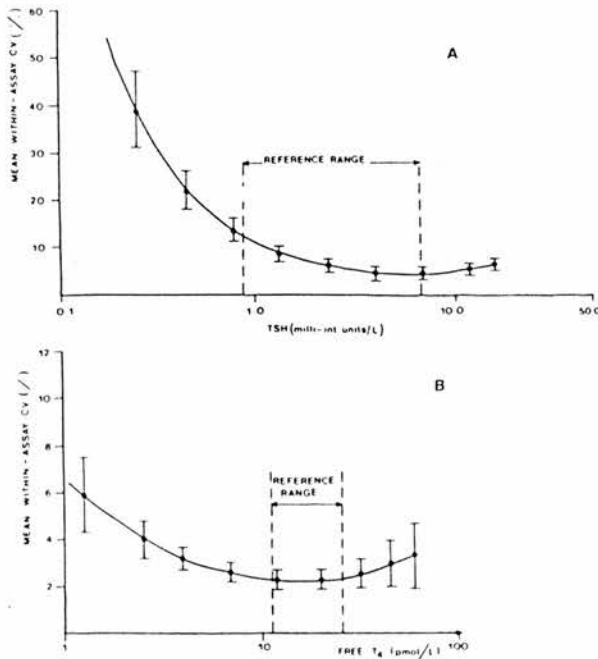 A
MEAN WITHIN-ASSAY CV (%)
60
50
40
30
20
10
REFERENCE RANGE
0.1
1.0
10.0
50.0
TSH (milli-int units/L)
B
MEAN WITHIN-ASSAY CV (%)
12
8
6
4
2
REFERENCE
RANGE
1
10
100
FREE T4 (pmol/L)